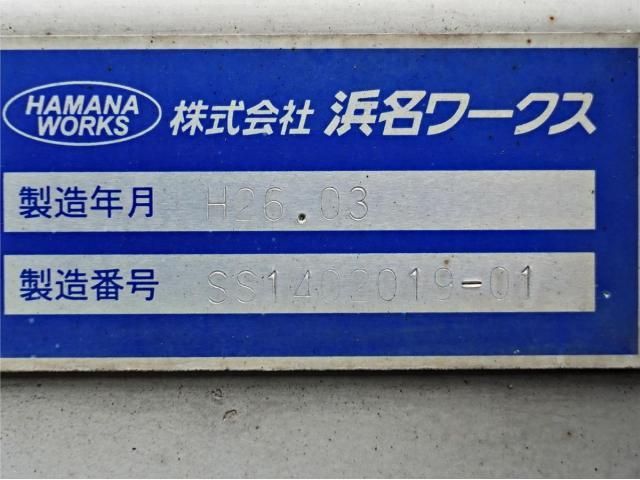 HAMANA
WORKS
株式会社 浜名ワークス
製造年月 H26.03
製造番号 SS1402019-01